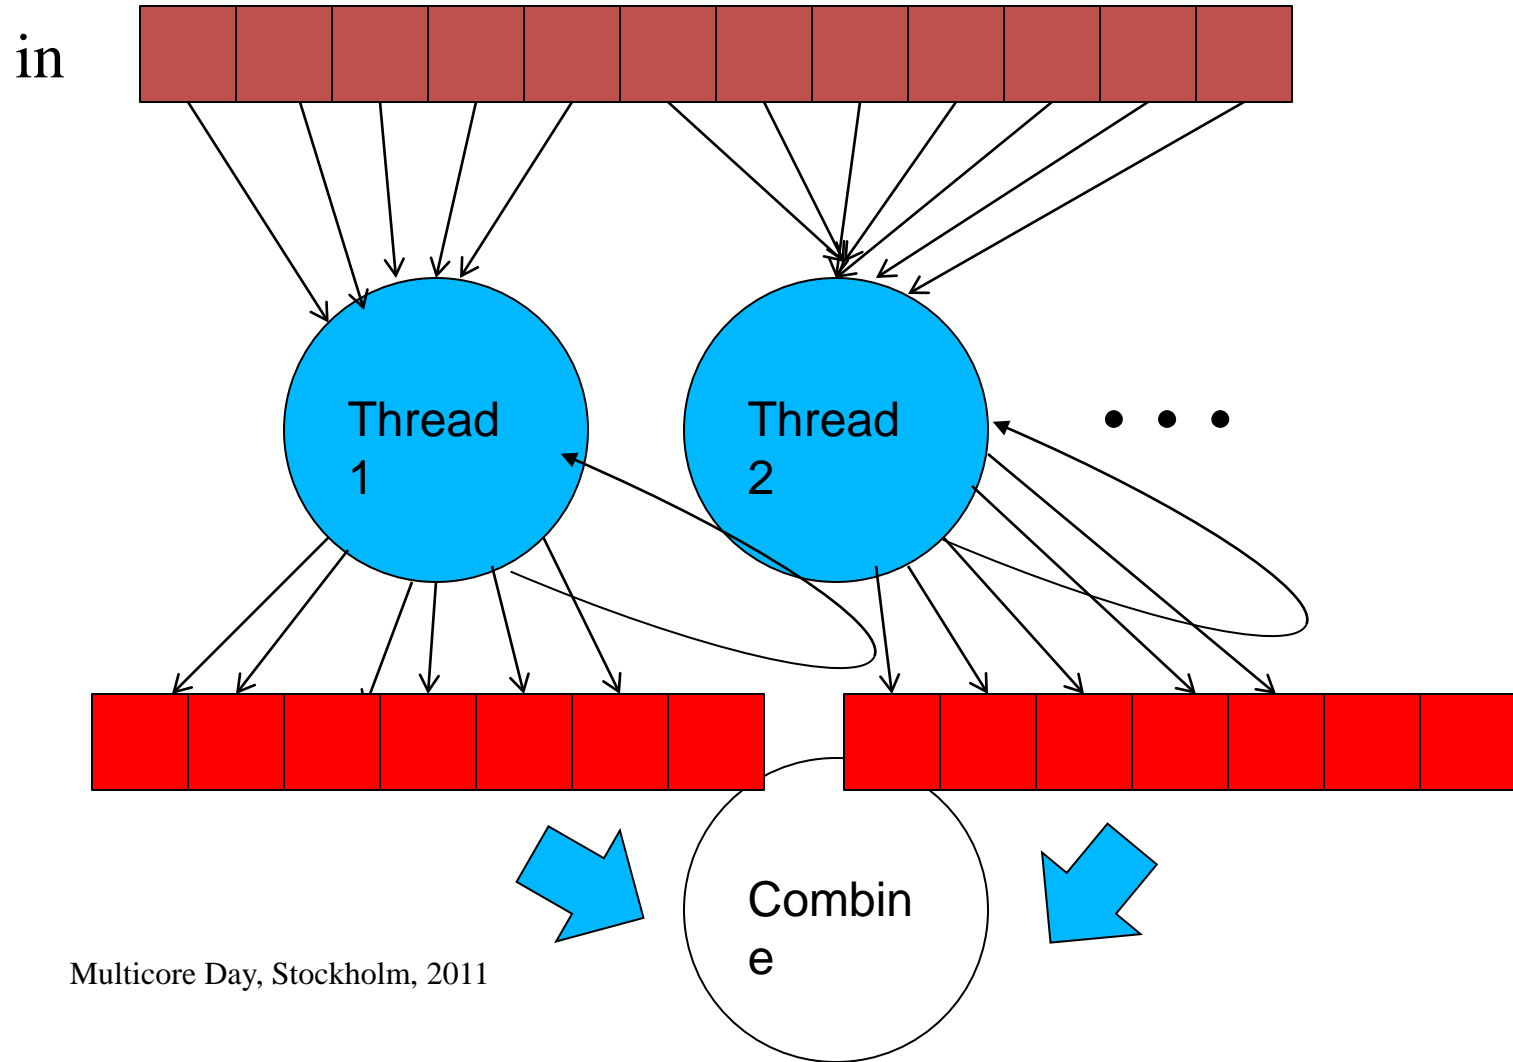 in
Thread
1
Thread
2
• • •
Combin
e
Multicore Day, Stockholm, 2011